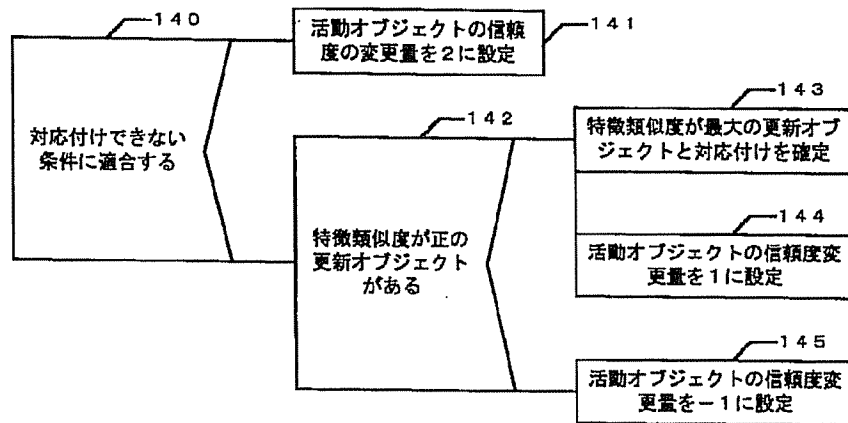 140
対応付けできない
条件に適合する
活動オブジェクトの信頼
度の変更量を2に設定
141
142
特徴類似度が正の
更新オブジェクト
がある
143
特徴類似度が最大の更新オブ
ジェクトと対応付けを確定
144
活動オブジェクトの信頼度変
更量を1に設定
145
活動オブジェクトの信頼度変
更量を−1に設定